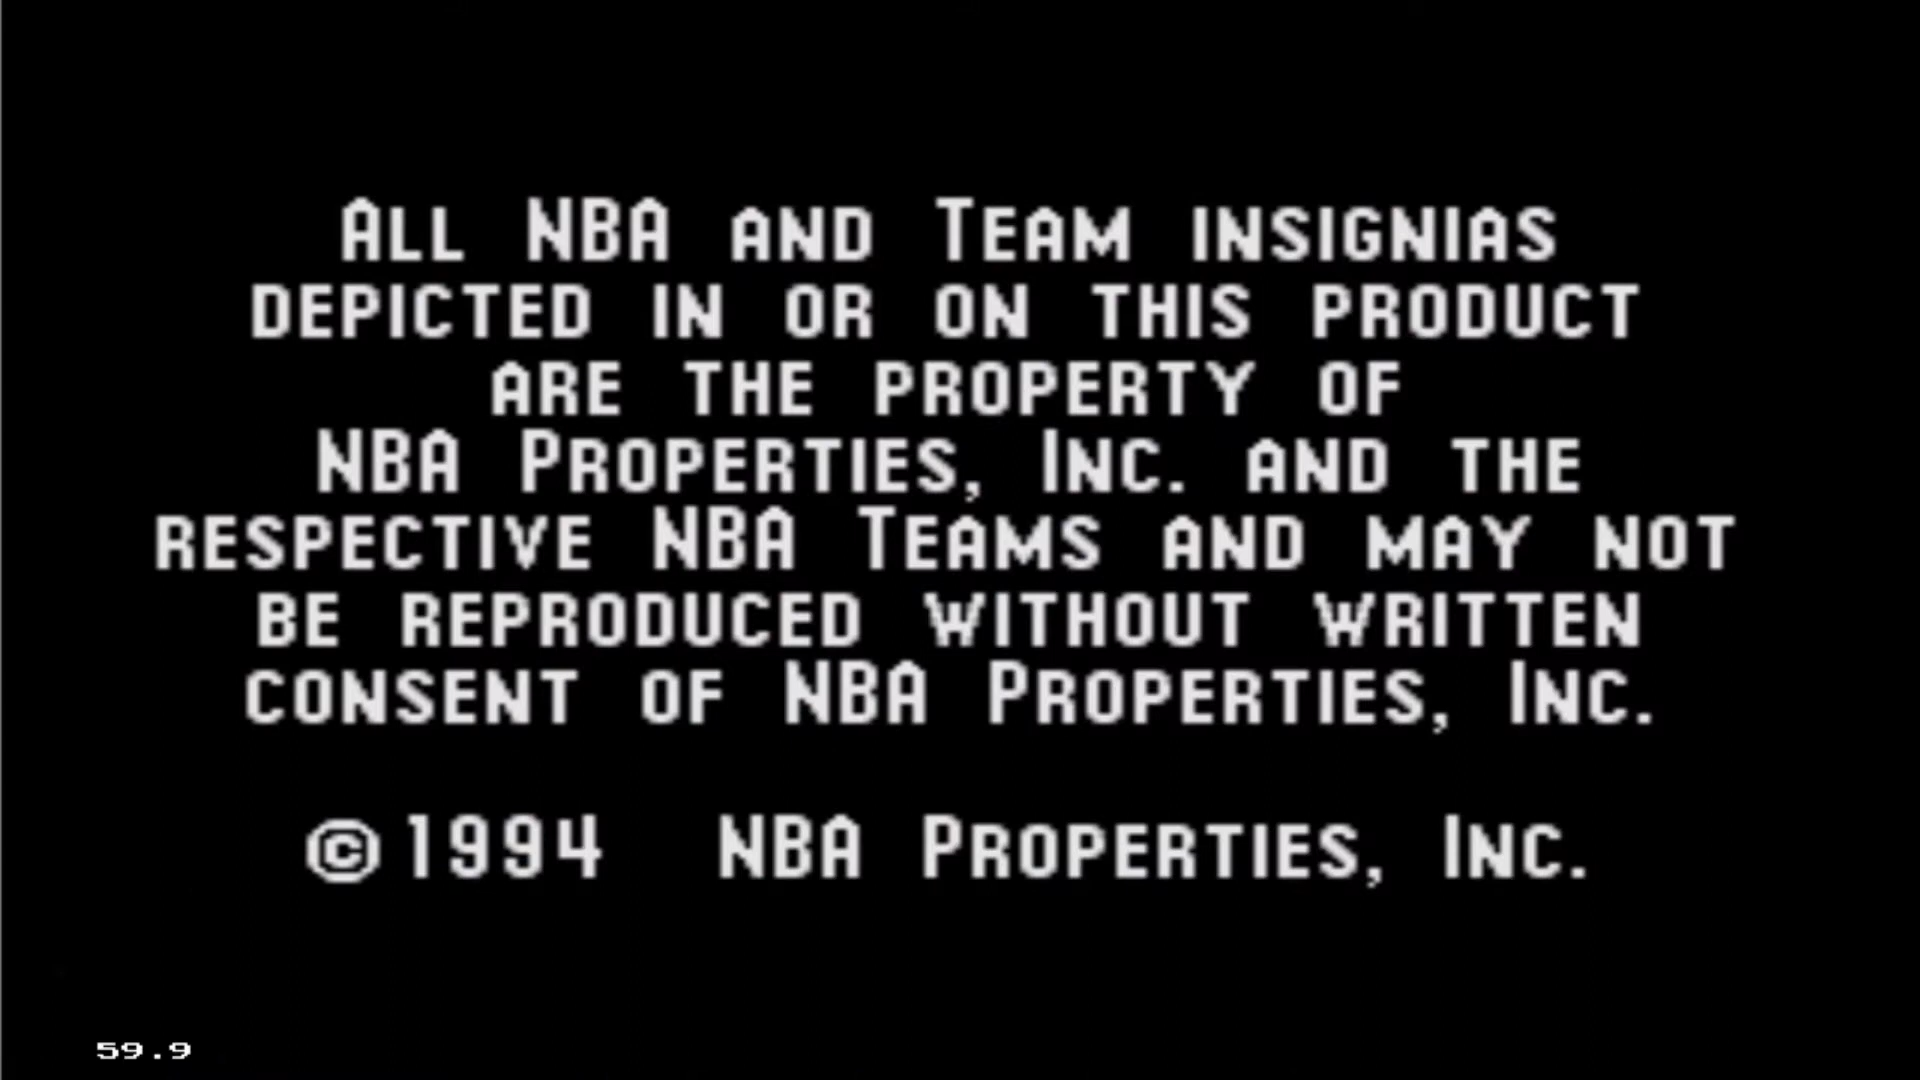 All NBA and Team insignias
depicted in or on this product
are the property of
NBA Properties, Inc. and the
respective NBA Teams and may not
be reproduced without written
consent of NBA Properties, Inc.
©1994 NBA Properties, Inc.
59.9